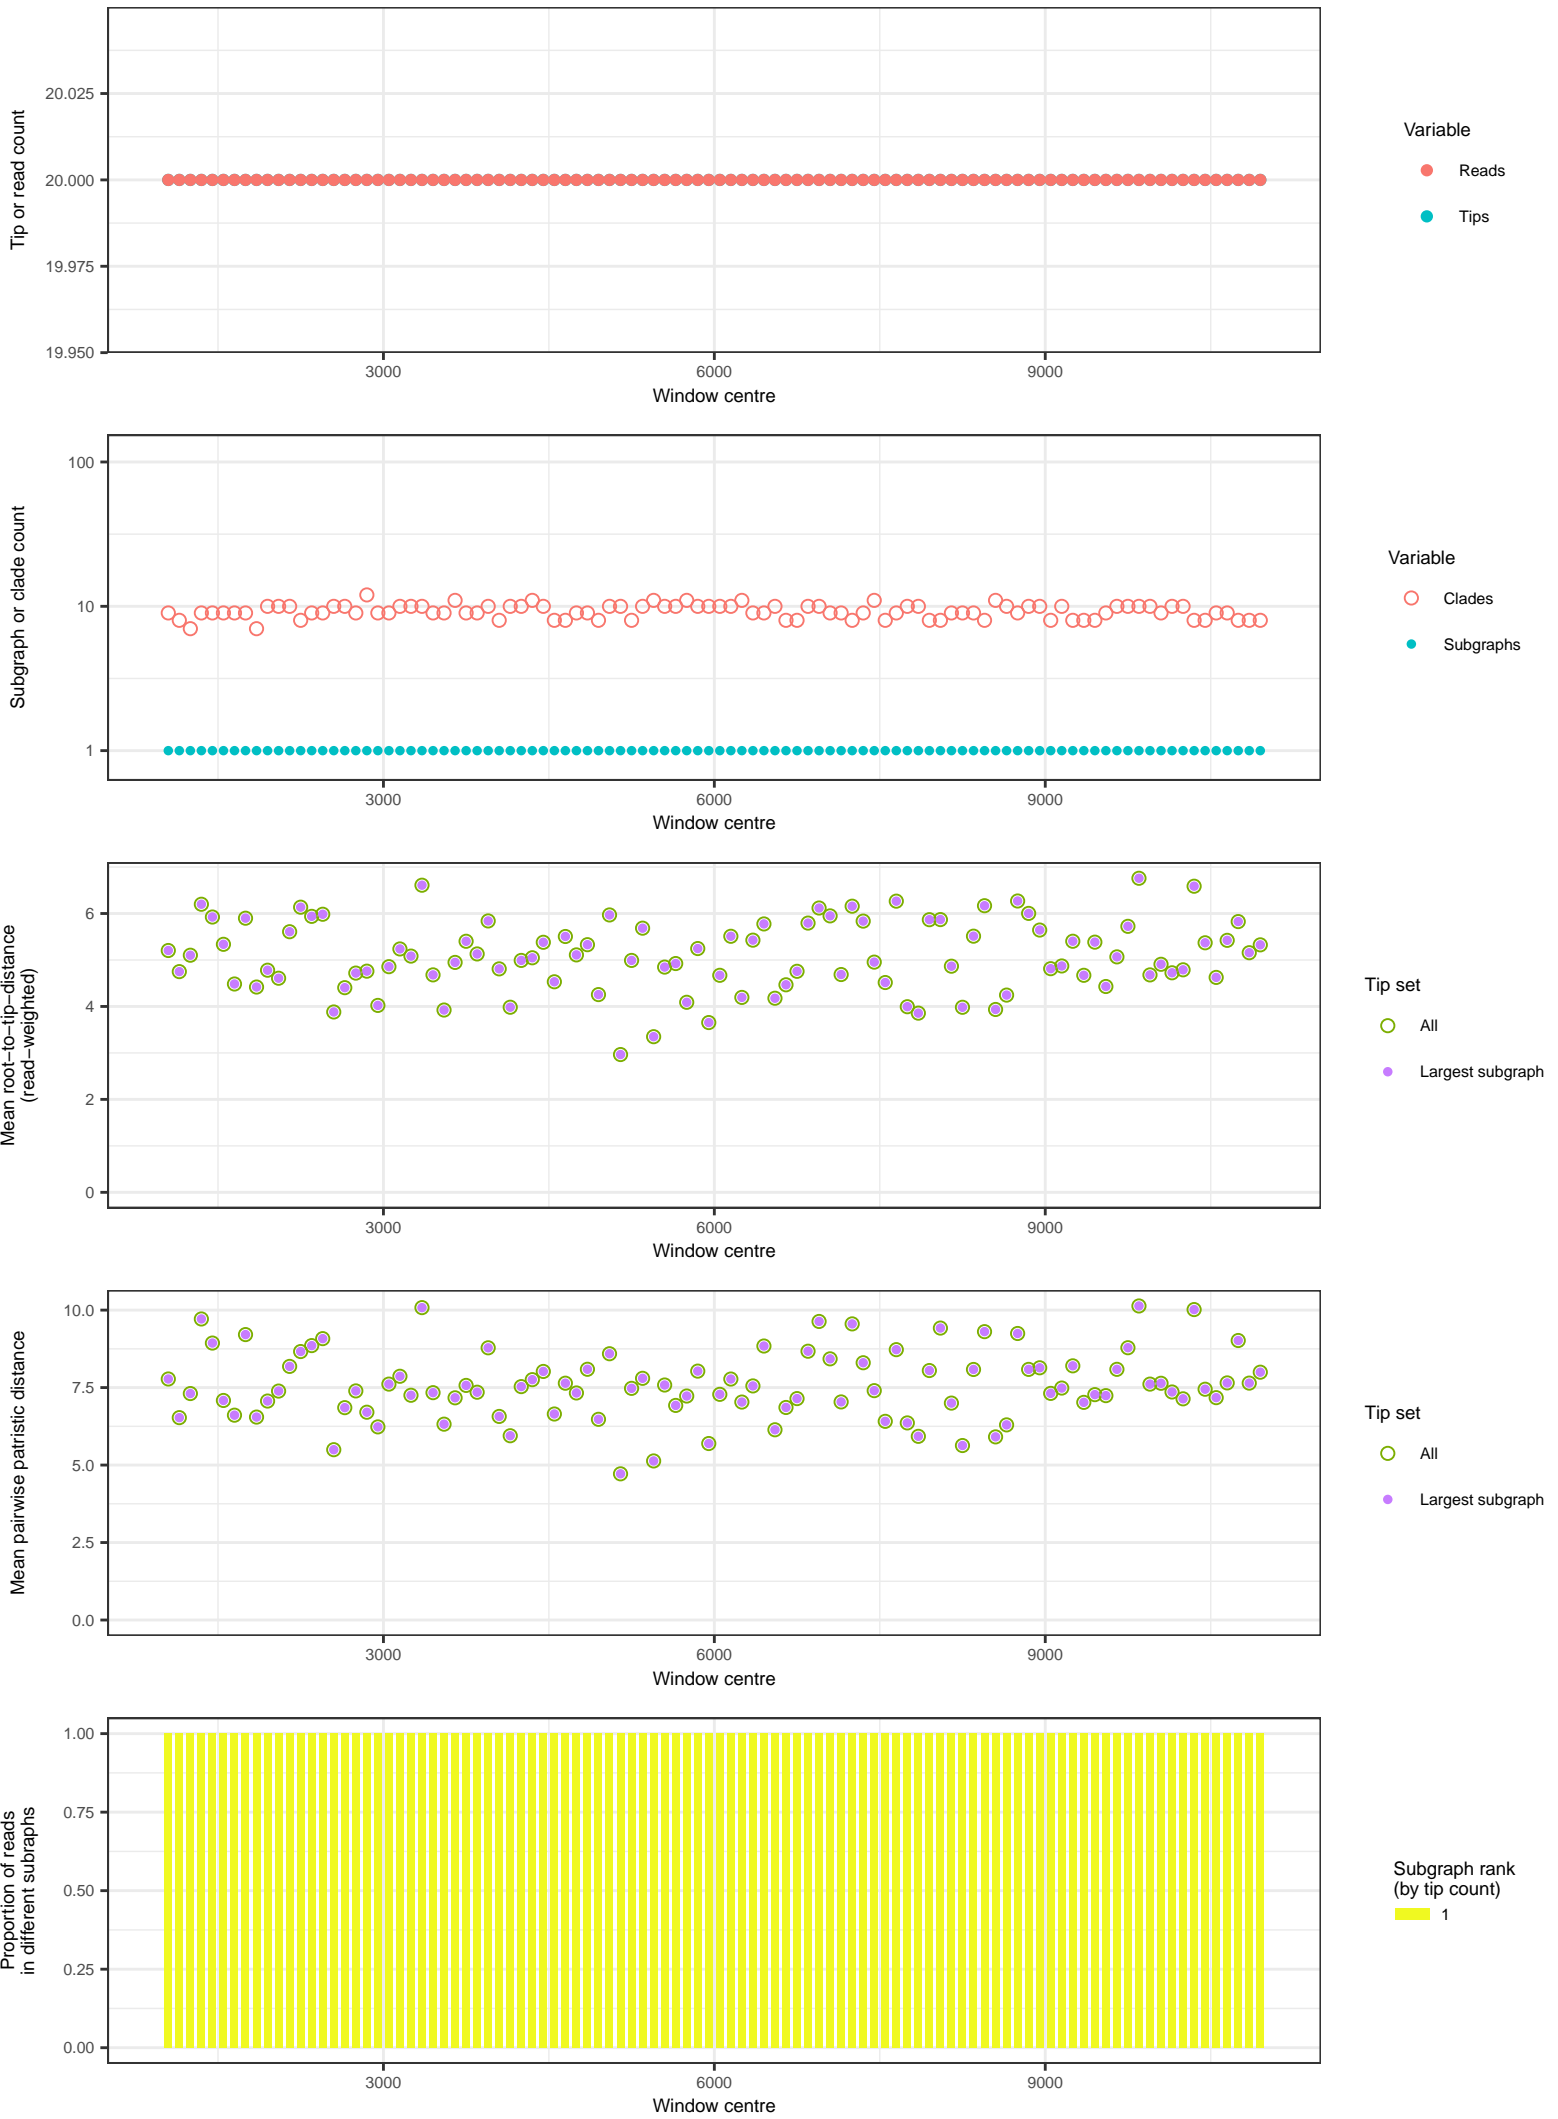 Tip or read count
20.025
20.000
19.975
19.950
3000
6000
9000
Window centre
Variable
Reads
Tips
Subgraph or clade count
100
10
1
3000
6000
9000
Window centre
Variable
Clades
Subgraphs
Mean root−to−tip−distance
(read−weighted)
6
4
2
0
3000
6000
9000
Window centre
Tip set
All
Largest subgraph
Mean pairwise patristic distance
10.0
7.5
5.0
2.5
0.0
3000
6000
9000
Window centre
Tip set
All
Largest subgraph
Proportion of reads
in different subraphs
1.00
0.75
0.50
0.25
0.00
3000
6000
9000
Window centre
Subgraph rank
(by tip count)
1